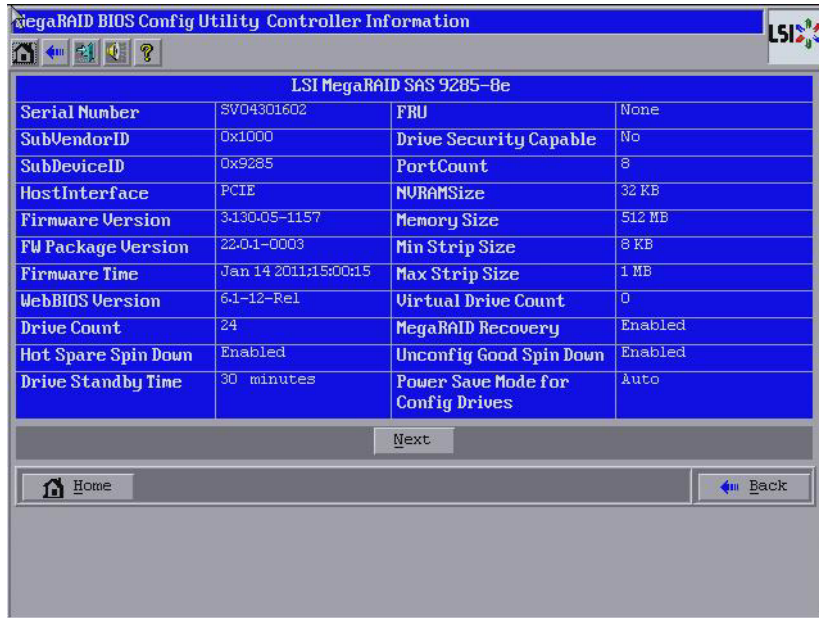 MegaRAID BIOS Config Utility Controller Information
LSI
LSI MegaRAID SAS 9285-8e
Serial Number SV04301602 FRU None
SubVendorID 0x1000 Drive Security Capable No
SubDeviceID 0x9285 PortCount 8
HostInterface PCIE NVRAMSize 32 KB
Firmware Version 3.130.05-1157 Memory Size 512 MB
FW Package Version 22.0.1-0003 Min Strip Size 8 KB
Firmware Time Jan 14 2011;15:00:15 Max Strip Size 1 MB
WebBIOS Version 6.1-12-Rel Virtual Drive Count 0
Drive Count 24 MegaRAID Recovery Enabled
Hot Spare Spin Down Enabled Unconfig Good Spin Down Enabled
Drive Standby Time 30 minutes Power Save Mode for Auto
Config Drives
Next
Home Back